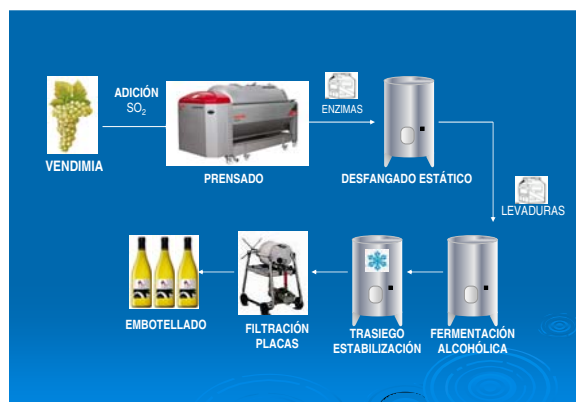 ADICIÓN
SO₂
ENZIMAS
VENDIMIA
PRENSADO
DESFANGADO ESTÁTICO
LEVADURAS
EMBOTELLADO
FILTRACIÓN
PLACAS
TRASIEGO
ESTABILIZACIÓN
FERMENTACIÓN
ALCOHÓLICA